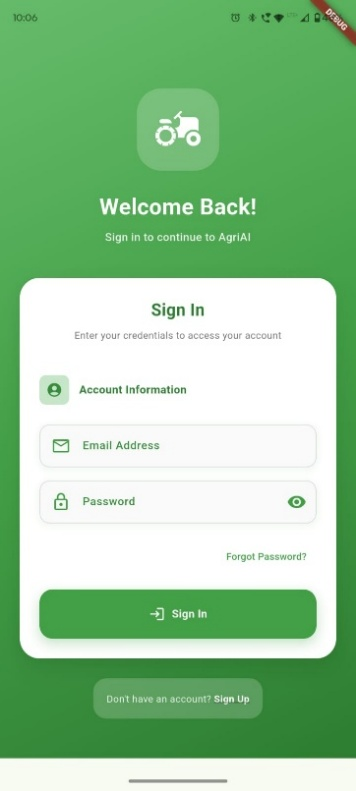 10:06
DEBUG
Welcome Back!
Sign in to continue to AgriAI
Sign In
Enter your credentials to access your account
Account Information
Email Address
Password
Forgot Password?
Sign In
Don't have an account? Sign Up